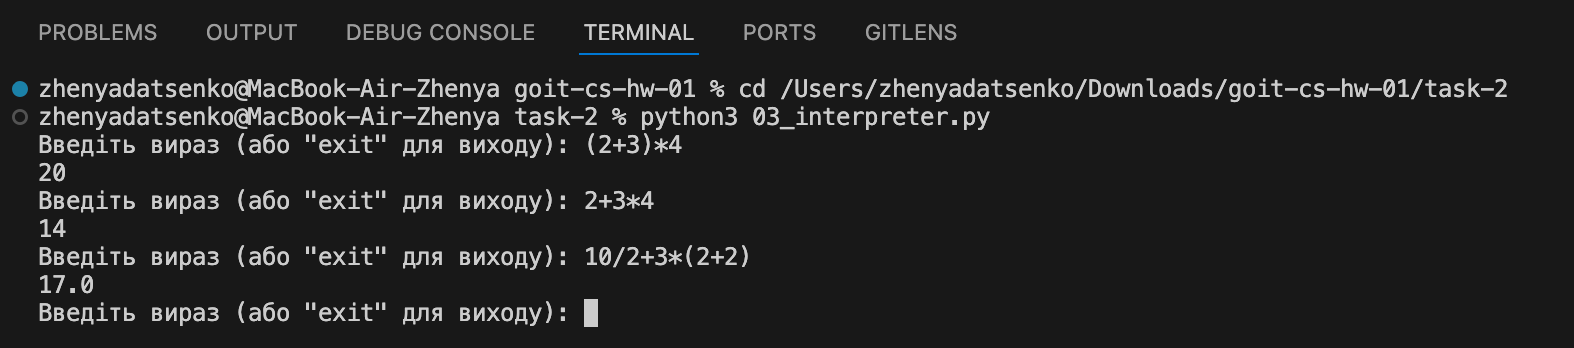 PROBLEMS OUTPUT DEBUG CONSOLE TERMINAL PORTS GITLENS
zhenyadatsenko@MacBook-Air-Zhenya goit-cs-hw-01 % cd /Users/zhenyadatsenko/Downloads/goit-cs-hw-01/task-2
zhenyadatsenko@MacBook-Air-Zhenya task-2 % python3 03_interpreter.py
Введіть вираз (або "exit" для виходу): (2+3)*4
20
Введіть вираз (або "exit" для виходу): 2+3*4
14
Введіть вираз (або "exit" для виходу): 10/2+3*(2+2)
17.0
Введіть вираз (або "exit" для виходу):